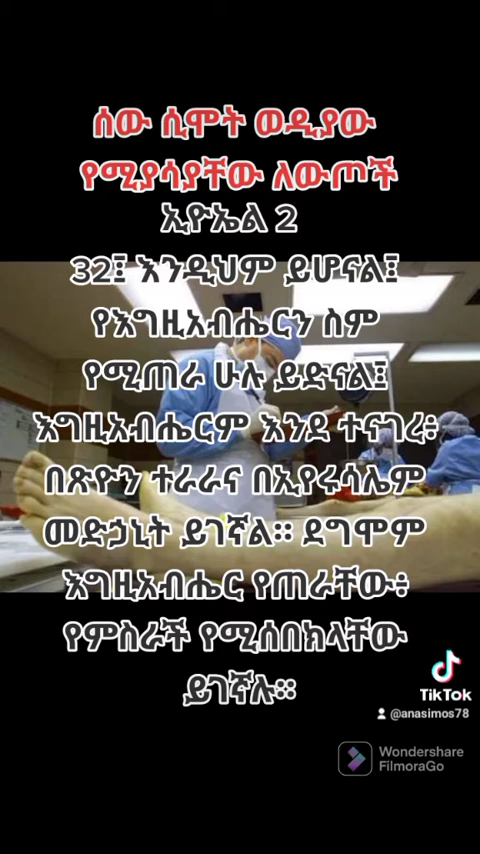 ሰው ሲሞት ወዲያው
የሚያሳያቸው ለውጦች
ኢዮኤል 2
32፤ እንዲህም ይሆናል፤
የእግዚአብሔርን ስም
የሚጠራ ሁሉ ይድናል፤
እግዚአብሔርም እንደ ተናገረ፥
በጽዮን ተራራና በኢየሩሳሌም
መድኃኒት ይገኛል። ደግሞም
እግዚአብሔር የጠራቸው፥
የምስራች የሚሰበክላቸው
ይገኛሉ።
TikTok
@anasimos78
Wondershare
FilmoraGo